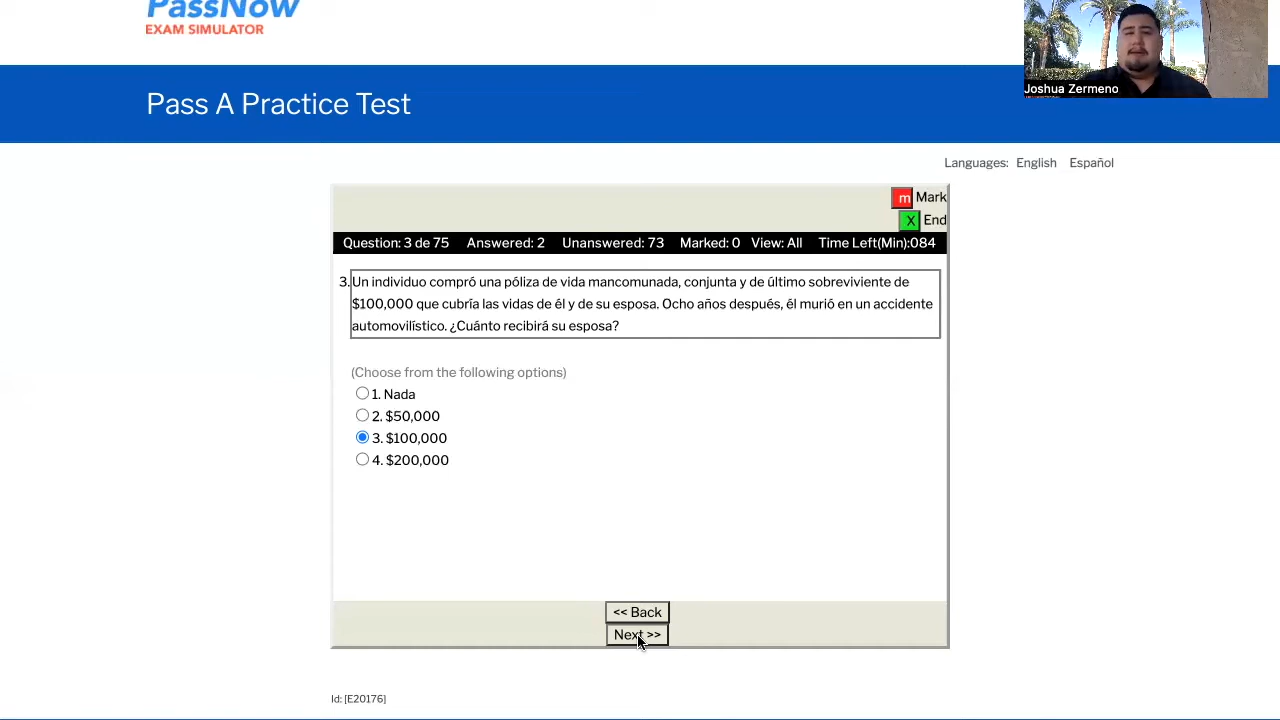 PassNow
EXAM SIMULATOR
Joshua Zermeno
Pass A Practice Test
Languages: English Español
m Mark
X End
Question: 3 de 75 Answered: 2 Unanswered: 73 Marked: 0 View: All Time Left(Min):084
3. Un individuo compró una póliza de vida mancomunada, conjunta y de último sobreviviente de
$100,000 que cubría las vidas de él y de su esposa. Ocho años después, él murió en un accidente
automovilístico. ¿Cuánto recibirá su esposa?
(Choose from the following options)
1. Nada
2. $50,000
3. $100,000
4. $200,000
<< Back
Next >>
Id: [E20176]